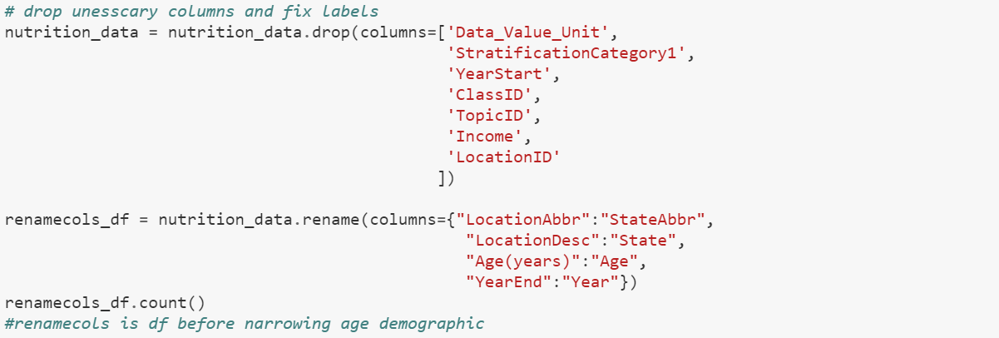 # drop unesscary columns and fix labels
nutrition_data = nutrition_data.drop(columns=['Data_Value_Unit',
'StratificationCategory1',
'YearStart',
'ClassID',
'TopicID',
'Income',
'LocationID'
])
renamecols_df = nutrition_data.rename(columns={"LocationAbbr":"StateAbbr",
"LocationDesc":"State",
"Age(years)":"Age",
"YearEnd":"Year"})
renamecols_df.count()
#renamecols is df before narrowing age demographic